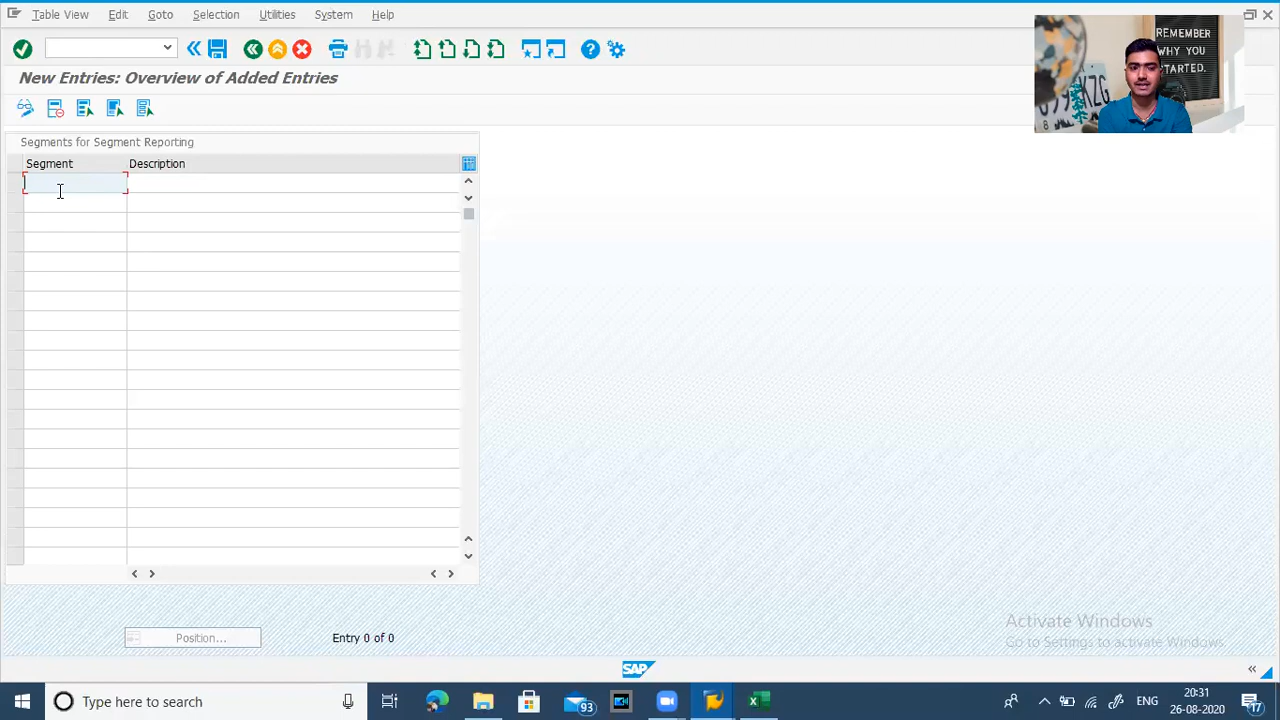 Table View Edit Goto Selection Utilities System Help
New Entries: Overview of Added Entries
Segments for Segment Reporting
Segment Description
Position...
Entry 0 of 0
REMEMBER
WHY YOU
STARTED.
Activate Windows
Go to Settings to activate Windows.
SAP
Type here to search
93
ENG
20:31
26-08-2020
17